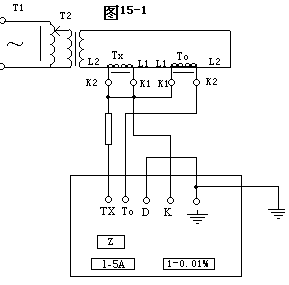 图15-1
T1
T2
~
Tx
To
L2 L1 L1 L2
K2 K1 K1 K2
TX To D K
Z
1-5A
1-0.01%